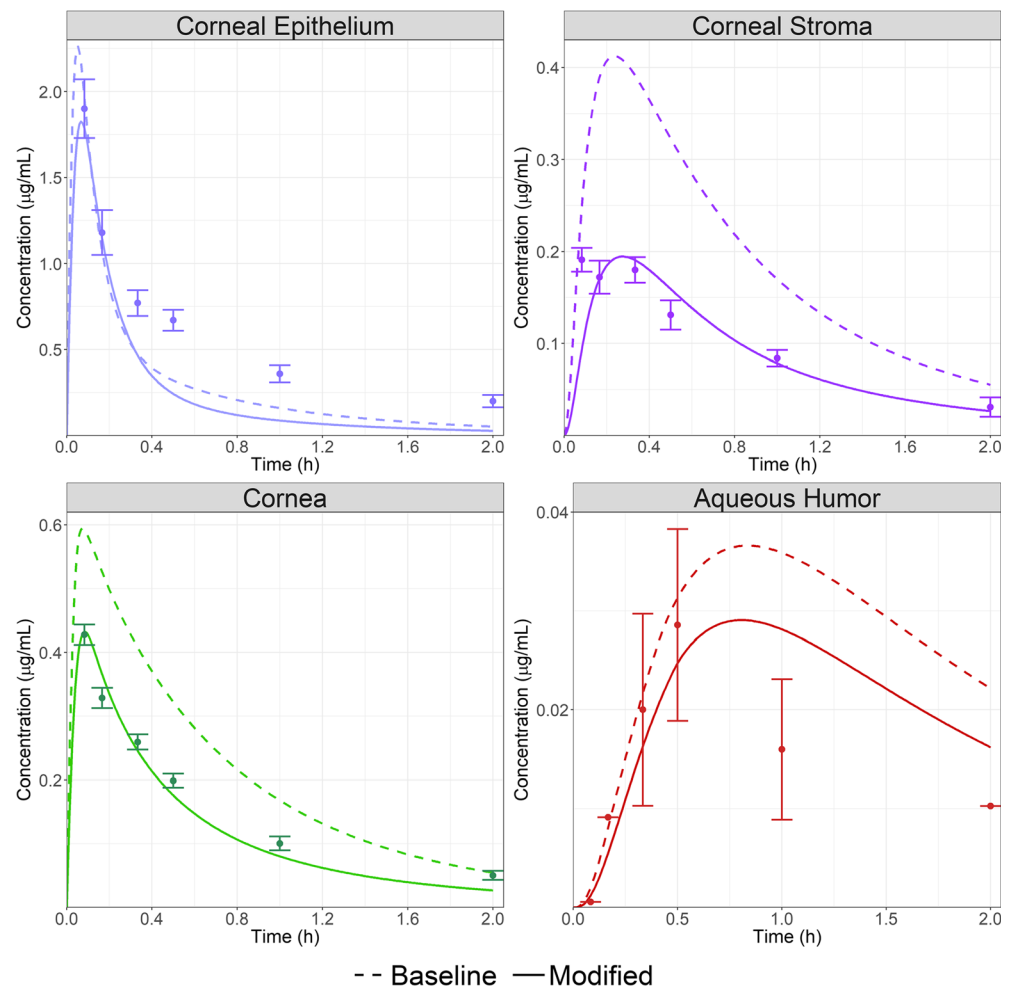 Corneal Epithelium
Concentration (μg/mL)
2.0
1.5
1.0
0.5
0.0 0.4 0.8 1.2 1.6 2.0
Time (h)
Corneal Stroma
Concentration (μg/mL)
0.4
0.3
0.2
0.1
0.0 0.4 0.8 1.2 1.6 2.0
Time (h)
Cornea
Concentration (μg/mL)
0.6
0.4
0.2
0.0 0.4 0.8 1.2 1.6 2.0
Time (h)
Aqueous Humor
Concentration (μg/mL)
0.04
0.02
0.0 0.5 1.0 1.5 2.0
Time (h)
Baseline Modified